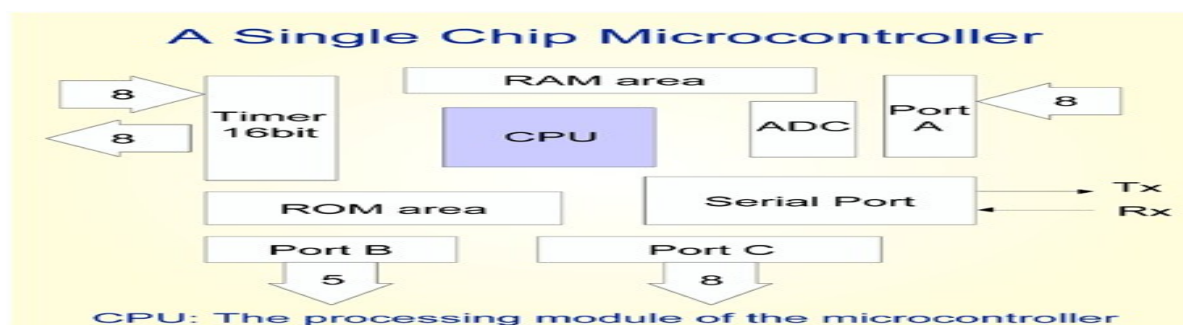 A Single Chip Microcontroller
RAM area
8
Timer
16bit
8
CPU
ADC
Port
A
8
ROM area
Serial Port
Tx
Rx
Port B
Port C
5
8
CPU: The processing module of the microcontroller